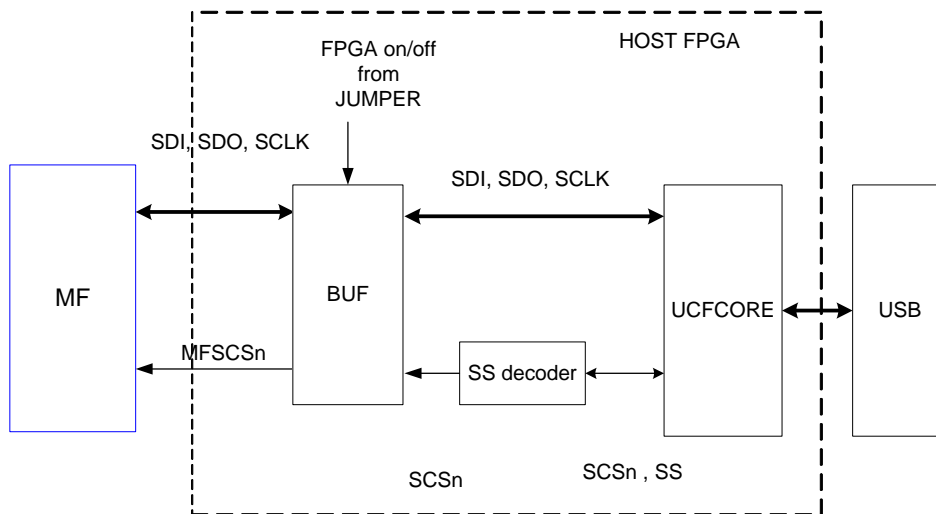 HOST FPGA
FPGA on/off
from
JUMPER
SDI, SDO, SCLK
SDI, SDO, SCLK
MF
BUF
UCFCORE
USB
MFSCSn
SS decoder
SCSn
SCSn , SS